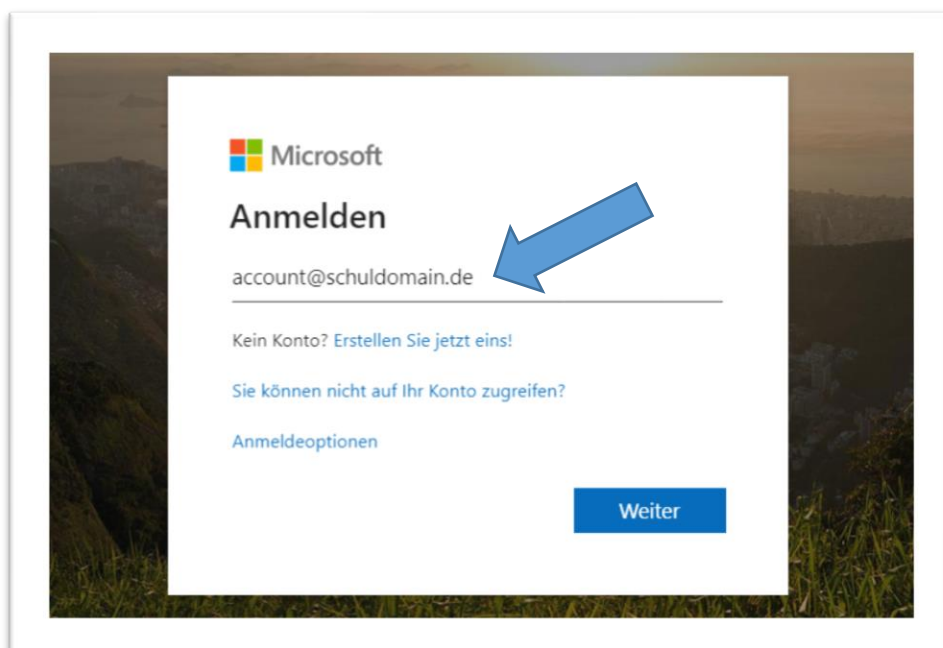 Microsoft
Anmelden
account@schuldomain.de
Kein Konto? Erstellen Sie jetzt eins!
Sie können nicht auf Ihr Konto zugreifen?
Anmeldeoptionen
Weiter